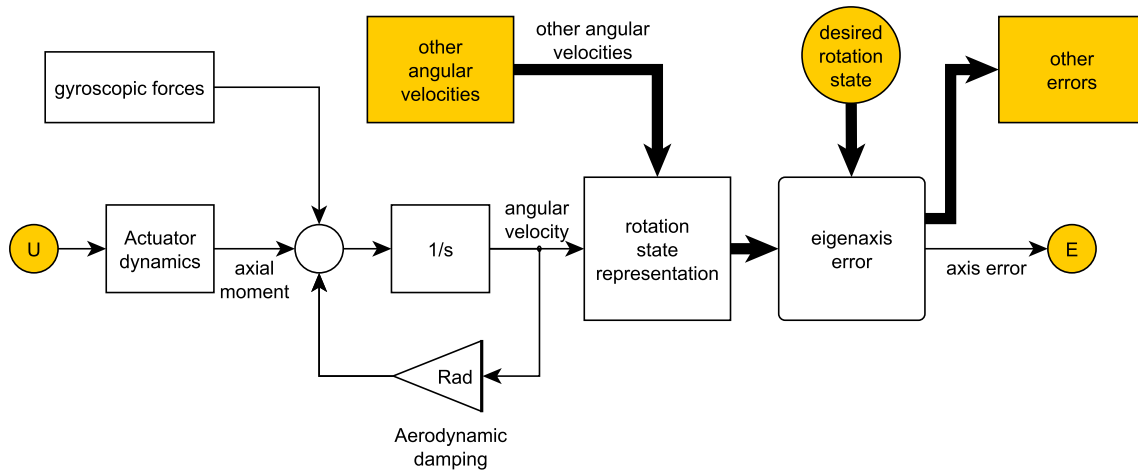 gyroscopic forces
other
angular
velocities
other angular
velocities
desired
rotation
state
other
errors
U
Actuator
dynamics
axial
moment
1/s
angular
velocity
rotation
state
representation
eigenaxis
error
axis error
E
Rad
Aerodynamic
damping